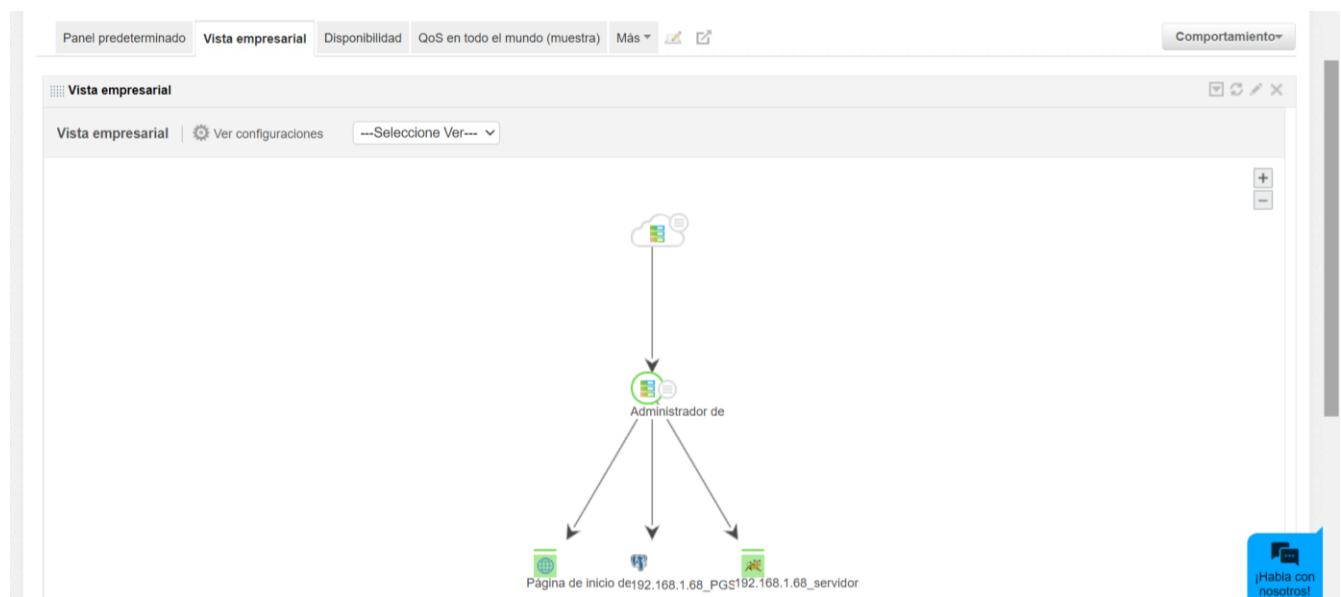 Panel predeterminado Vista empresarial Disponibilidad QoS en todo el mundo (muestra) Más Comportamiento
Vista empresarial
Vista empresarial Ver configuraciones ---Seleccione Ver---
+
−
Administrador de
Página de inicio de 192.168.1.68_PGS 192.168.1.68_servidor
¡Habla con
nosotros!